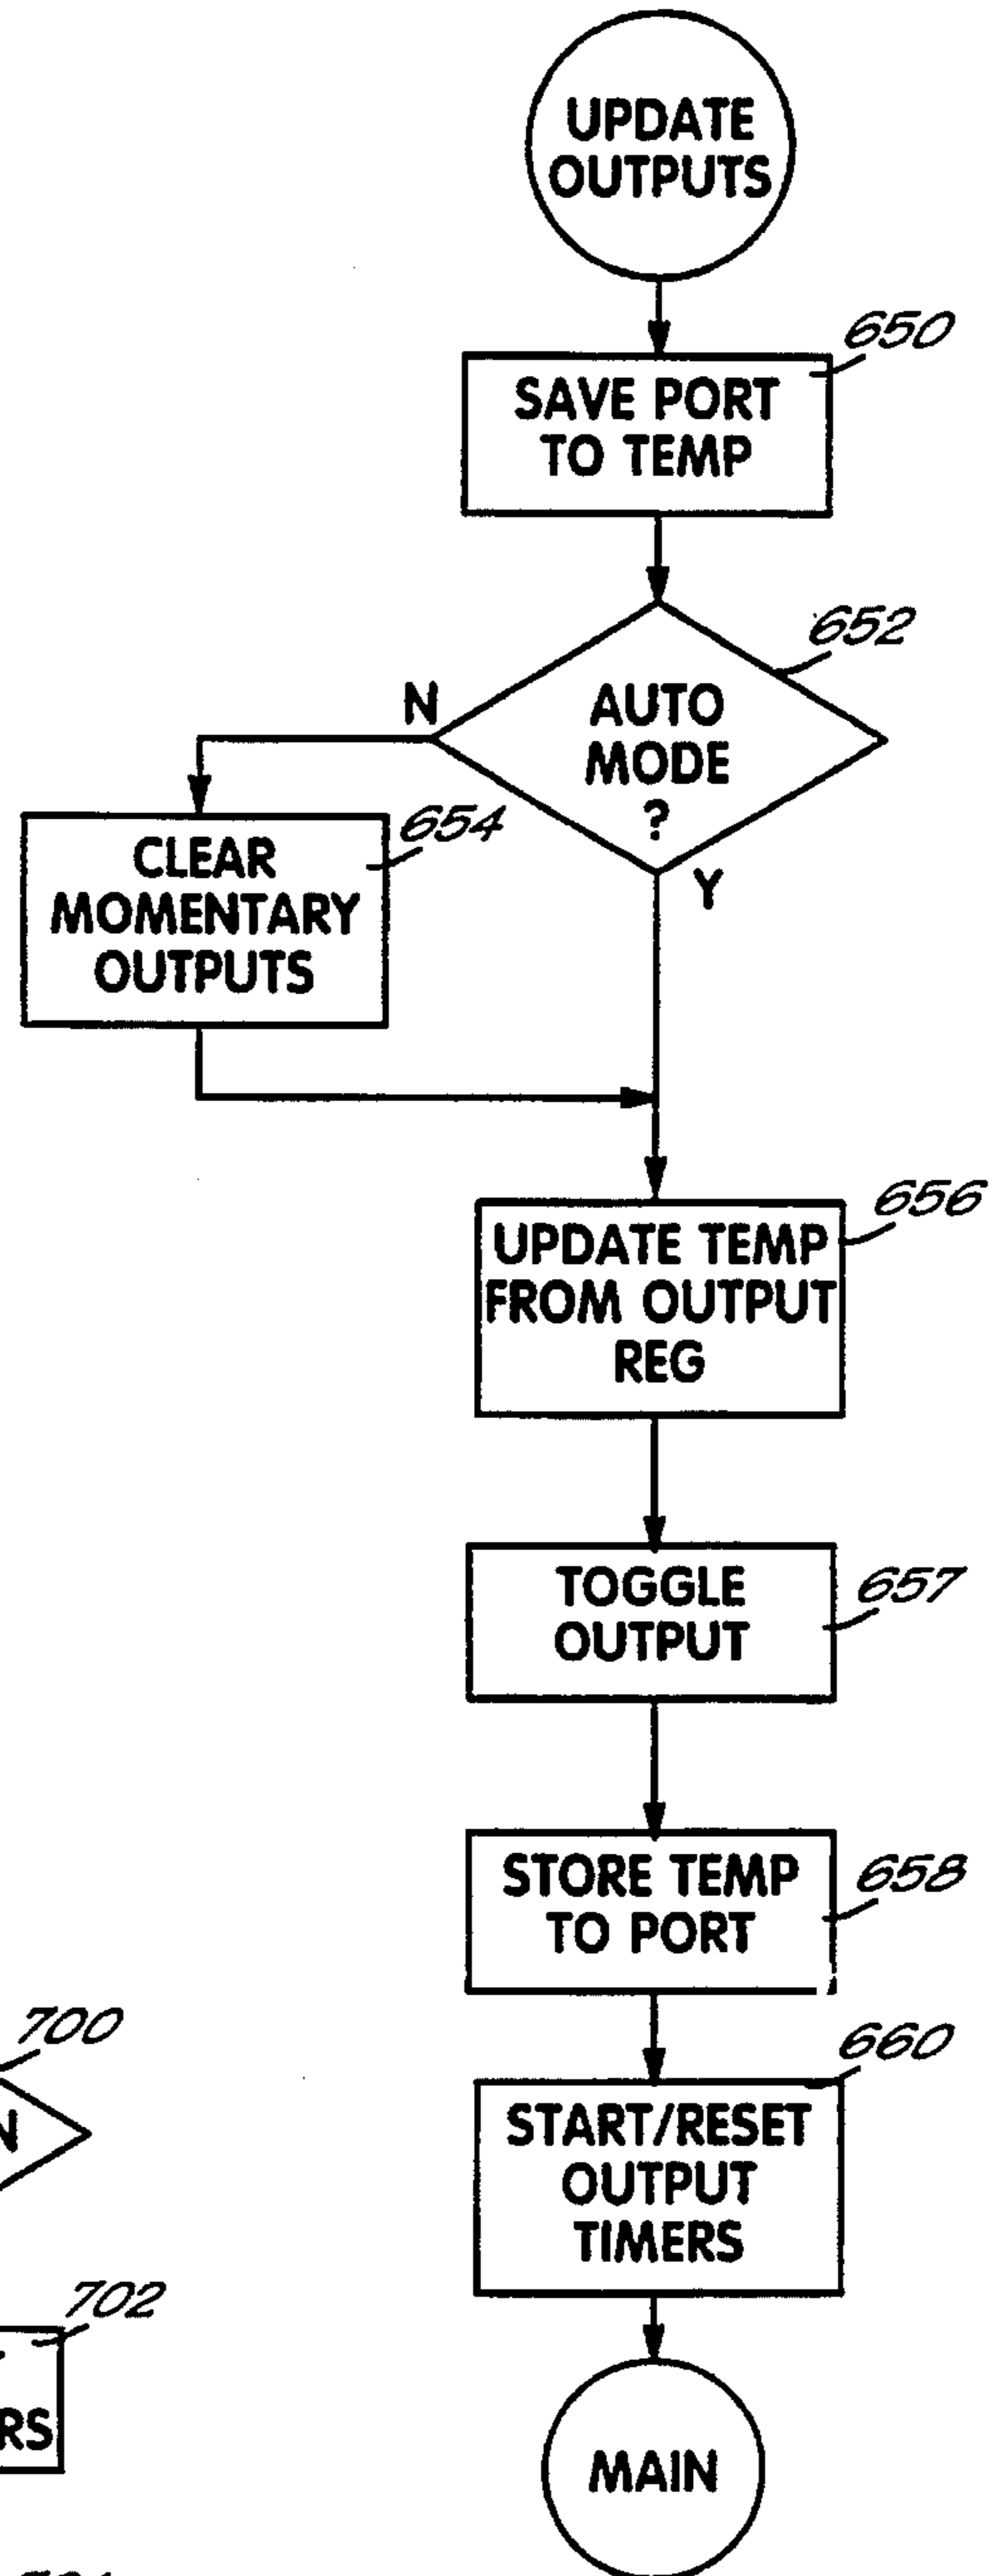 UPDATE
OUTPUTS
650
SAVE PORT
TO TEMP
652
AUTO
MODE
?
N
Y
654
CLEAR
MOMENTARY
OUTPUTS
656
UPDATE TEMP
FROM OUTPUT
REG
657
TOGGLE
OUTPUT
658
STORE TEMP
TO PORT
700
N
660
START/RESET
OUTPUT
TIMERS
702
RS
MAIN